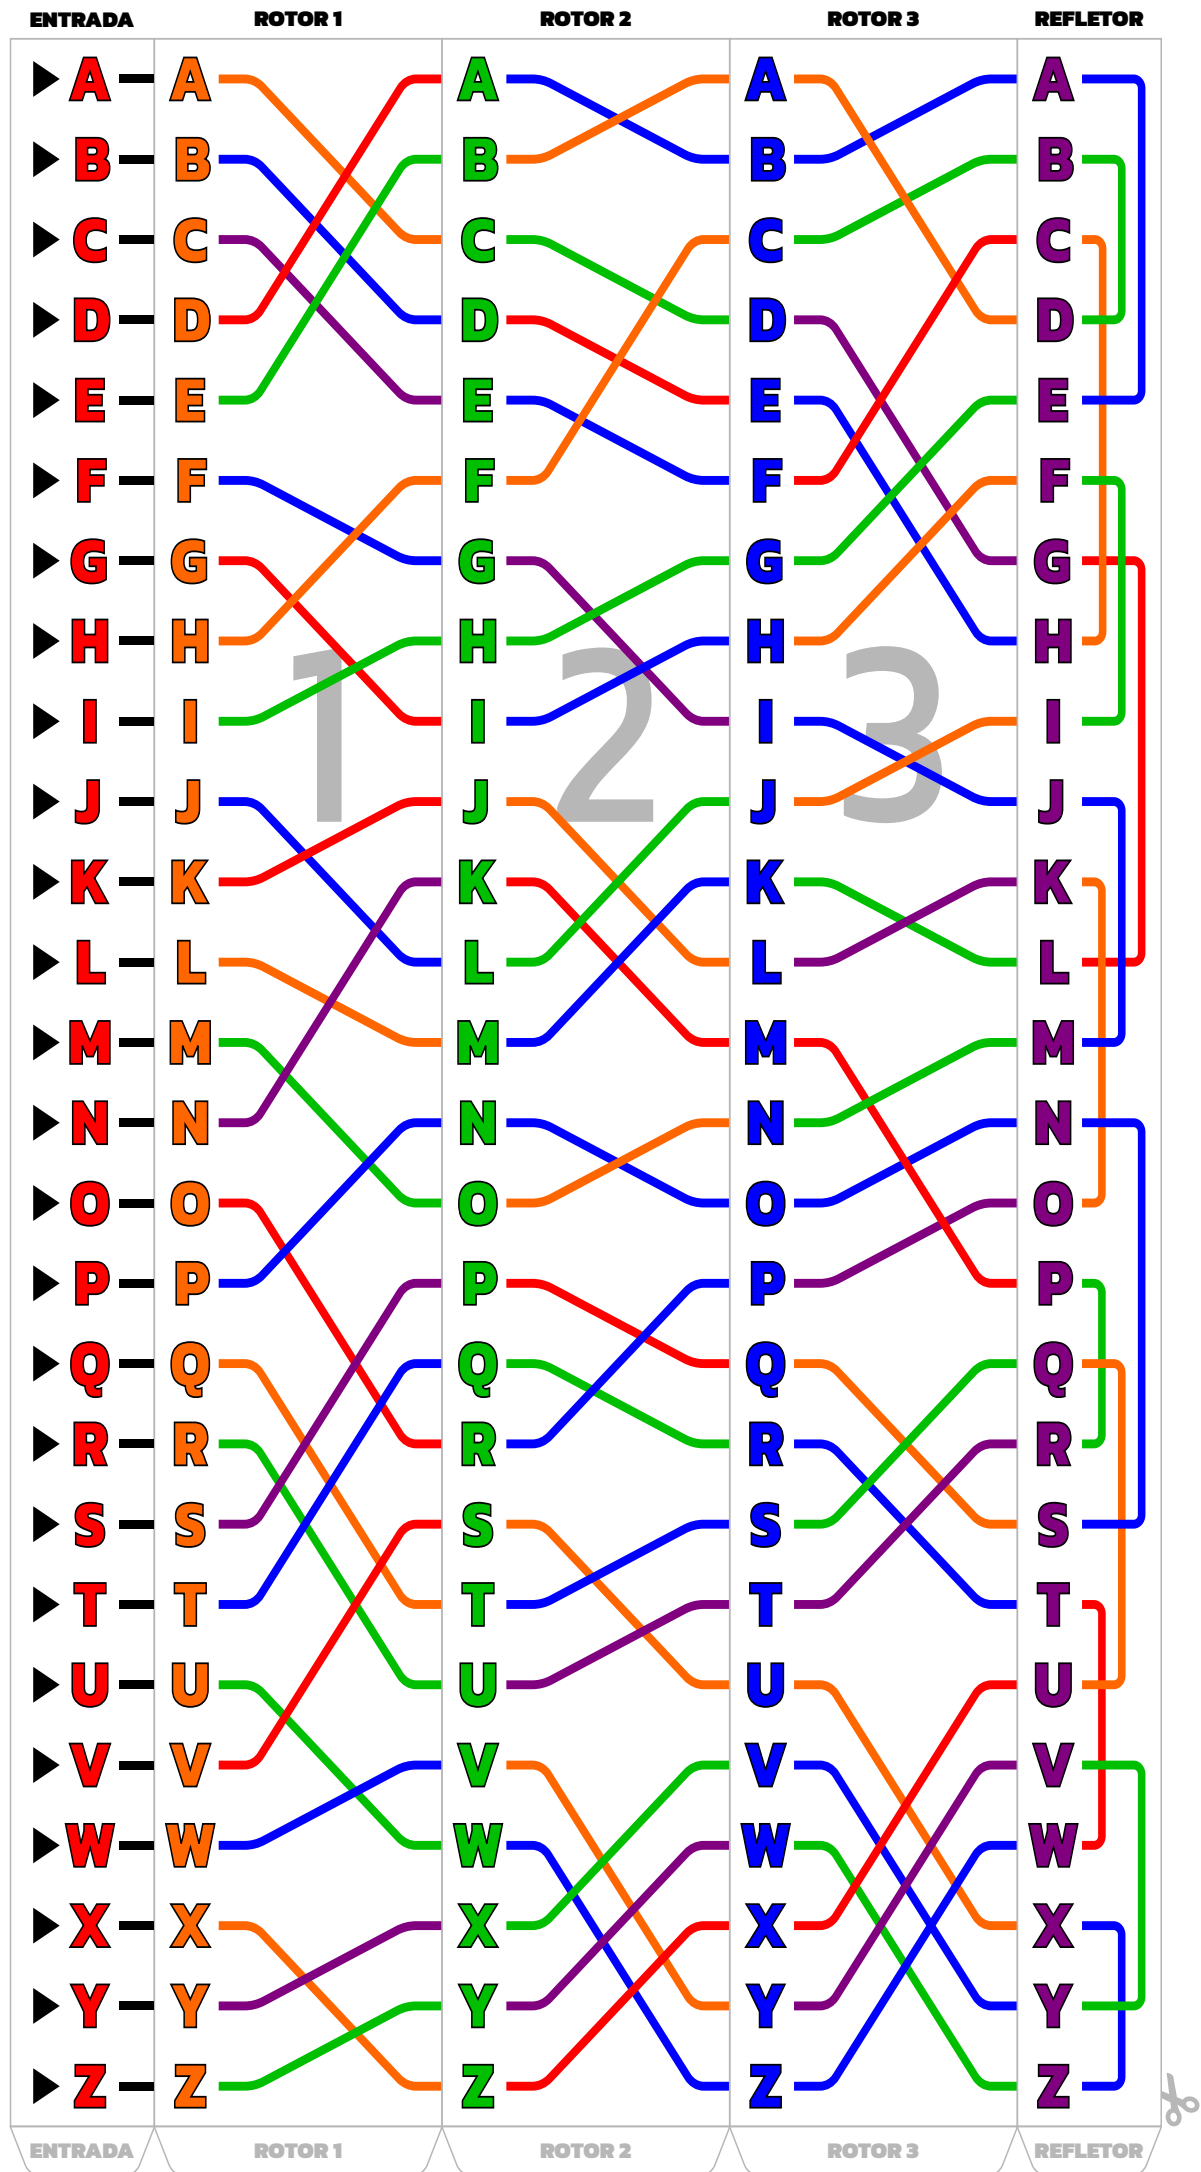 ENTRADA ROTOR 1 ROTOR 2 ROTOR 3 REFLETOR
A A A A A
B B B B B
C C C C C
D D D D D
E E E E E
F F F F F
G G G G G
H H H H H
I I I I I
1 2 3
J J J J J
K K K K K
L L L L L
M M M M M
N N N N N
O O O O O
P P P P P
Q Q Q Q Q
R R R R R
S S S S S
T T T T T
U U U U U
V V V V V
W W W W W
X X X X X
Y Y Y Y Y
Z Z Z Z Z
ENTRADA ROTOR 1 ROTOR 2 ROTOR 3 REFLETOR